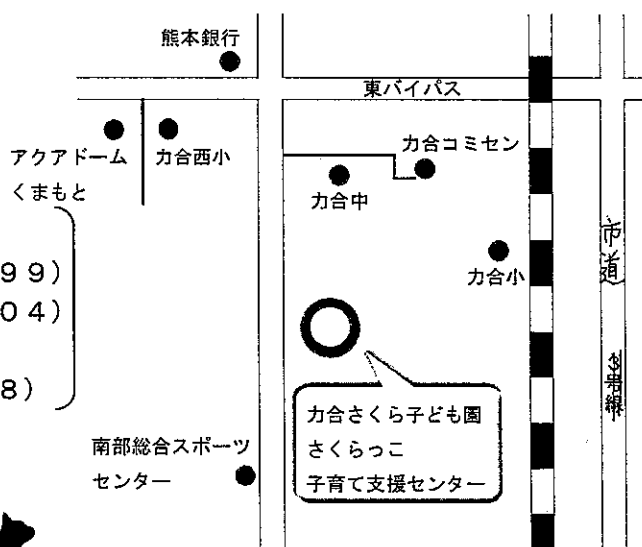 熊本銀行
東バイパス
アクアドーム
くまもと
力合西小
力合コミセン
力合中
力合小
市道
3号線
99)
04)
8)
力合さくら子ども園
さくらっこ
子育て支援センター
南部総合スポーツ
センター